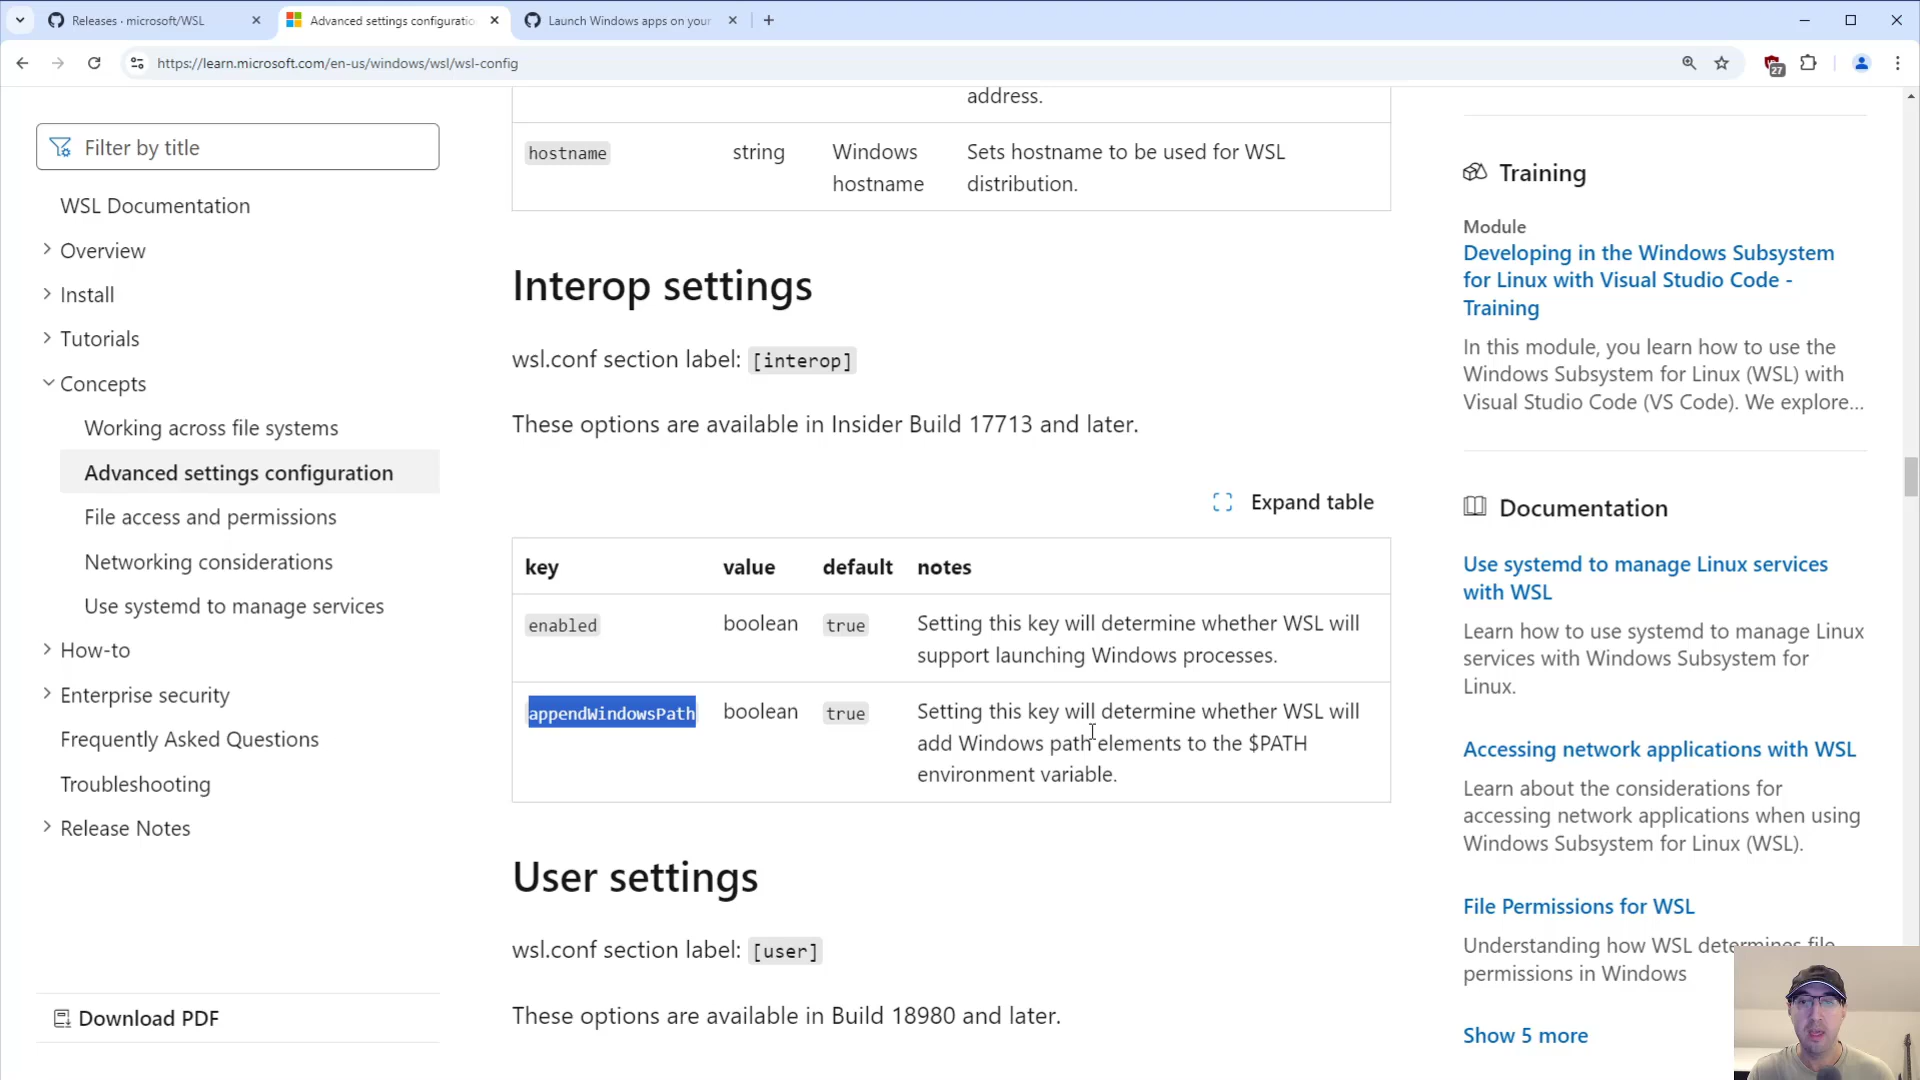 Releases · microsoft/WSL
Advanced settings configuratio
Launch Windows apps on your
https://learn.microsoft.com/en-us/windows/wsl/wsl-config
27
Filter by title
WSL Documentation
Overview
Install
Tutorials
Concepts
Working across file systems
Advanced settings configuration
File access and permissions
Networking considerations
Use systemd to manage services
How-to
Enterprise security
Frequently Asked Questions
Troubleshooting
Release Notes
Download PDF
address.
hostname string Windows hostname Sets hostname to be used for WSL distribution.
Interop settings
wsl.conf section label: [interop]
These options are available in Insider Build 17713 and later.
Expand table
key value default notes
enabled boolean true Setting this key will determine whether WSL will
support launching Windows processes.
appendWindowsPath boolean true Setting this key will determine whether WSL will
add Windows path elements to the $PATH
environment variable.
User settings
wsl.conf section label: [user]
These options are available in Build 18980 and later.
Training
Module
Developing in the Windows Subsystem
for Linux with Visual Studio Code -
Training
In this module, you learn how to use the
Windows Subsystem for Linux (WSL) with
Visual Studio Code (VS Code). We explore...
Documentation
Use systemd to manage Linux services
with WSL
Learn how to use systemd to manage Linux
services with Windows Subsystem for
Linux.
Accessing network applications with WSL
Learn about the considerations for
accessing network applications when using
Windows Subsystem for Linux (WSL).
File Permissions for WSL
Understanding how WSL determines file
permissions in Windows
Show 5 more